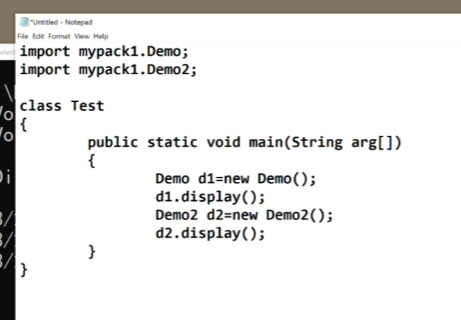 *Untitled - Notepad
File Edit Format View Help
import mypack1.Demo;
import mypack1.Demo2;
class Test
{
public static void main(String arg[])
{
Demo d1=new Demo();
d1.display();
Demo2 d2=new Demo2();
d2.display();
}
}